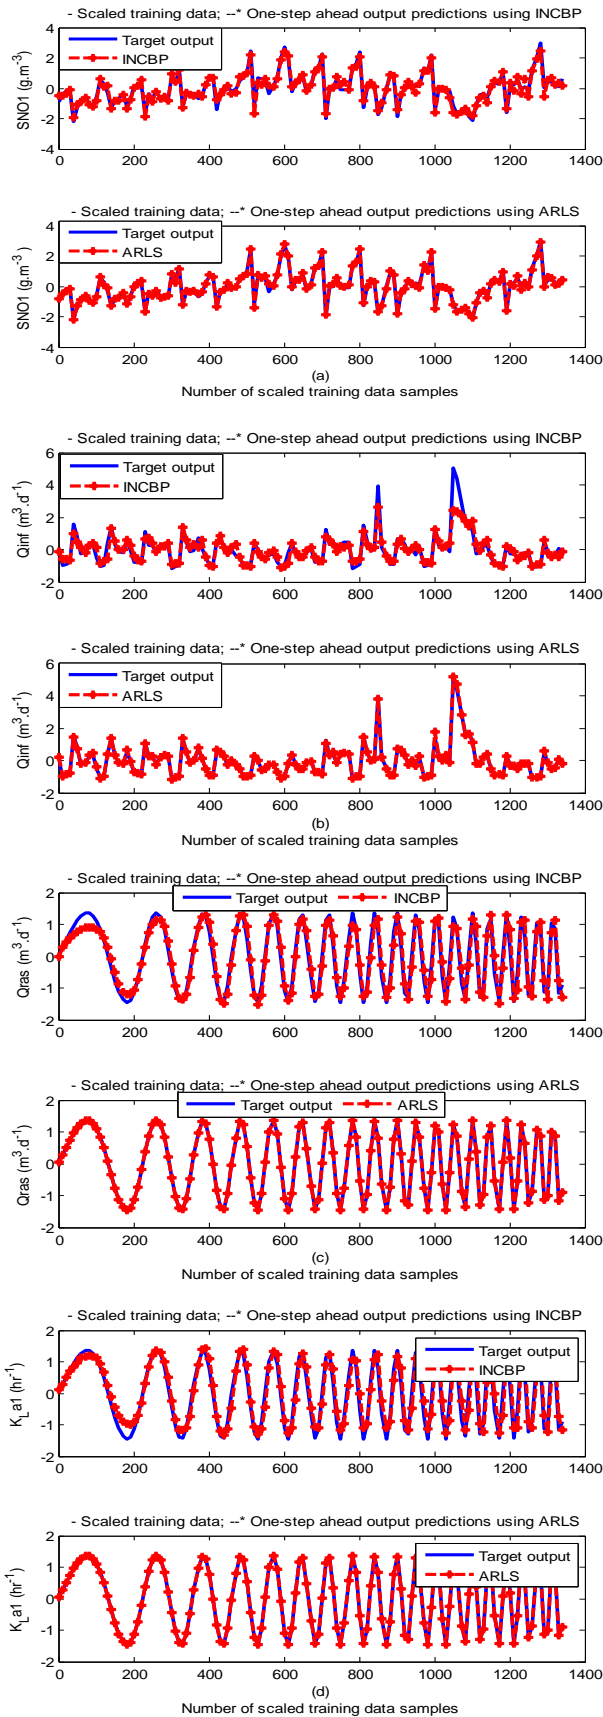 - Scaled training data; --* One-step ahead output predictions using INCBP
4
2
0
-2
-4
SNO1 (g.m-3)
Target output
INCBP
0 200 400 600 800 1000 1200 1400
- Scaled training data; --* One-step ahead output predictions using ARLS
4
2
0
-2
-4
SNO1 (g.m-3)
Target output
ARLS
0 200 400 600 800 1000 1200 1400
(a)
Number of scaled training data samples
- Scaled training data; --* One-step ahead output predictions using INCBP
6
4
2
0
-2
Qinf (m3.d-1)
Target output
INCBP
0 200 400 600 800 1000 1200 1400
- Scaled training data; --* One-step ahead output predictions using ARLS
6
4
2
0
-2
Qinf (m3.d-1)
Target output
ARLS
0 200 400 600 800 1000 1200 1400
(b)
Number of scaled training data samples
- Scaled training data; --* One-step ahead output predictions using INCBP
2
1
0
-1
-2
Qras (m3.d-1)
Target output INCBP
0 200 400 600 800 1000 1200 1400
- Scaled training data; --* One-step ahead output predictions using ARLS
2
1
0
-1
-2
Qras (m3.d-1)
Target output ARLS
0 200 400 600 800 1000 1200 1400
(c)
Number of scaled training data samples
- Scaled training data; --* One-step ahead output predictions using INCBP
2
1
0
-1
-2
KLa1 (hr-1)
Target output
INCBP
0 200 400 600 800 1000 1200 1400
- Scaled training data; --* One-step ahead output predictions using ARLS
2
1
0
-1
-2
KLa1 (hr-1)
Target output
ARLS
0 200 400 600 800 1000 1200 1400
(d)
Number of scaled training data samples